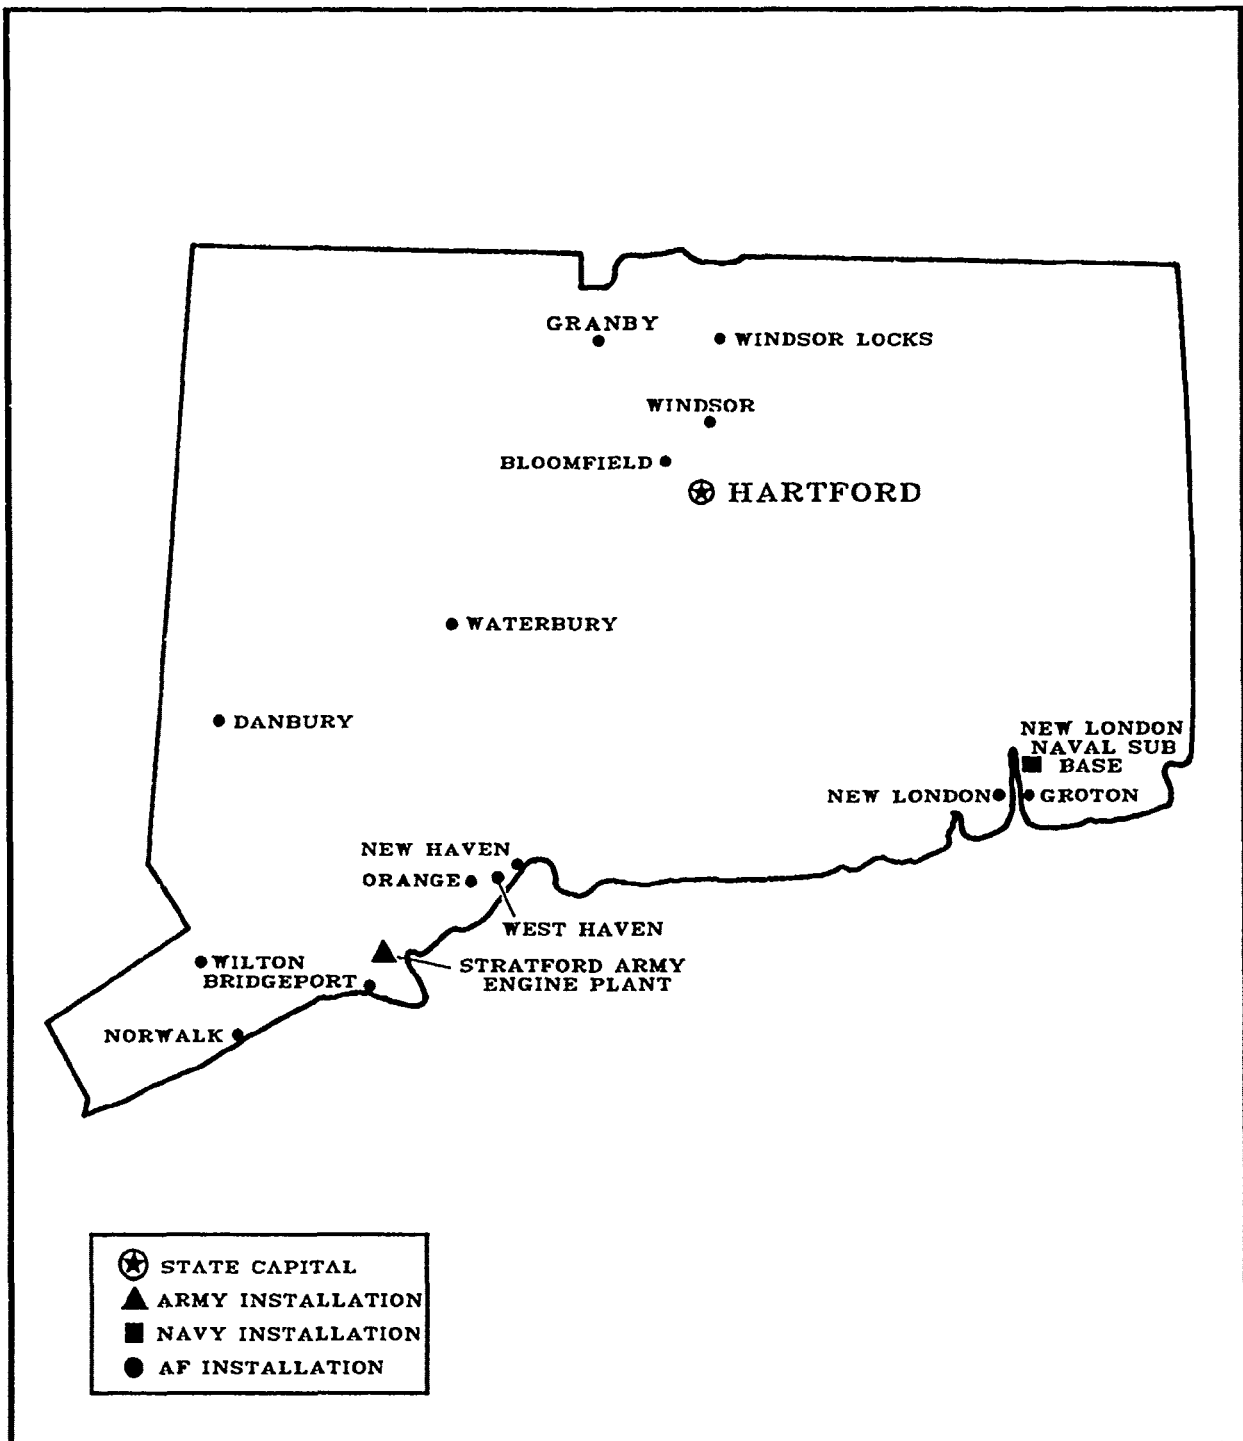 GRANBY
WINDSOR LOCKS
WINDSOR
BLOOMFIELD
HARTFORD
WATERBURY
DANBURY
NEW LONDON
NAVAL SUB
BASE
NEW LONDON
GROTON
NEW HAVEN
ORANGE
WEST HAVEN
WILTON
STRATFORD ARMY
ENGINE PLANT
BRIDGEPORT
NORWALK
STATE CAPITAL
ARMY INSTALLATION
NAVY INSTALLATION
AF INSTALLATION